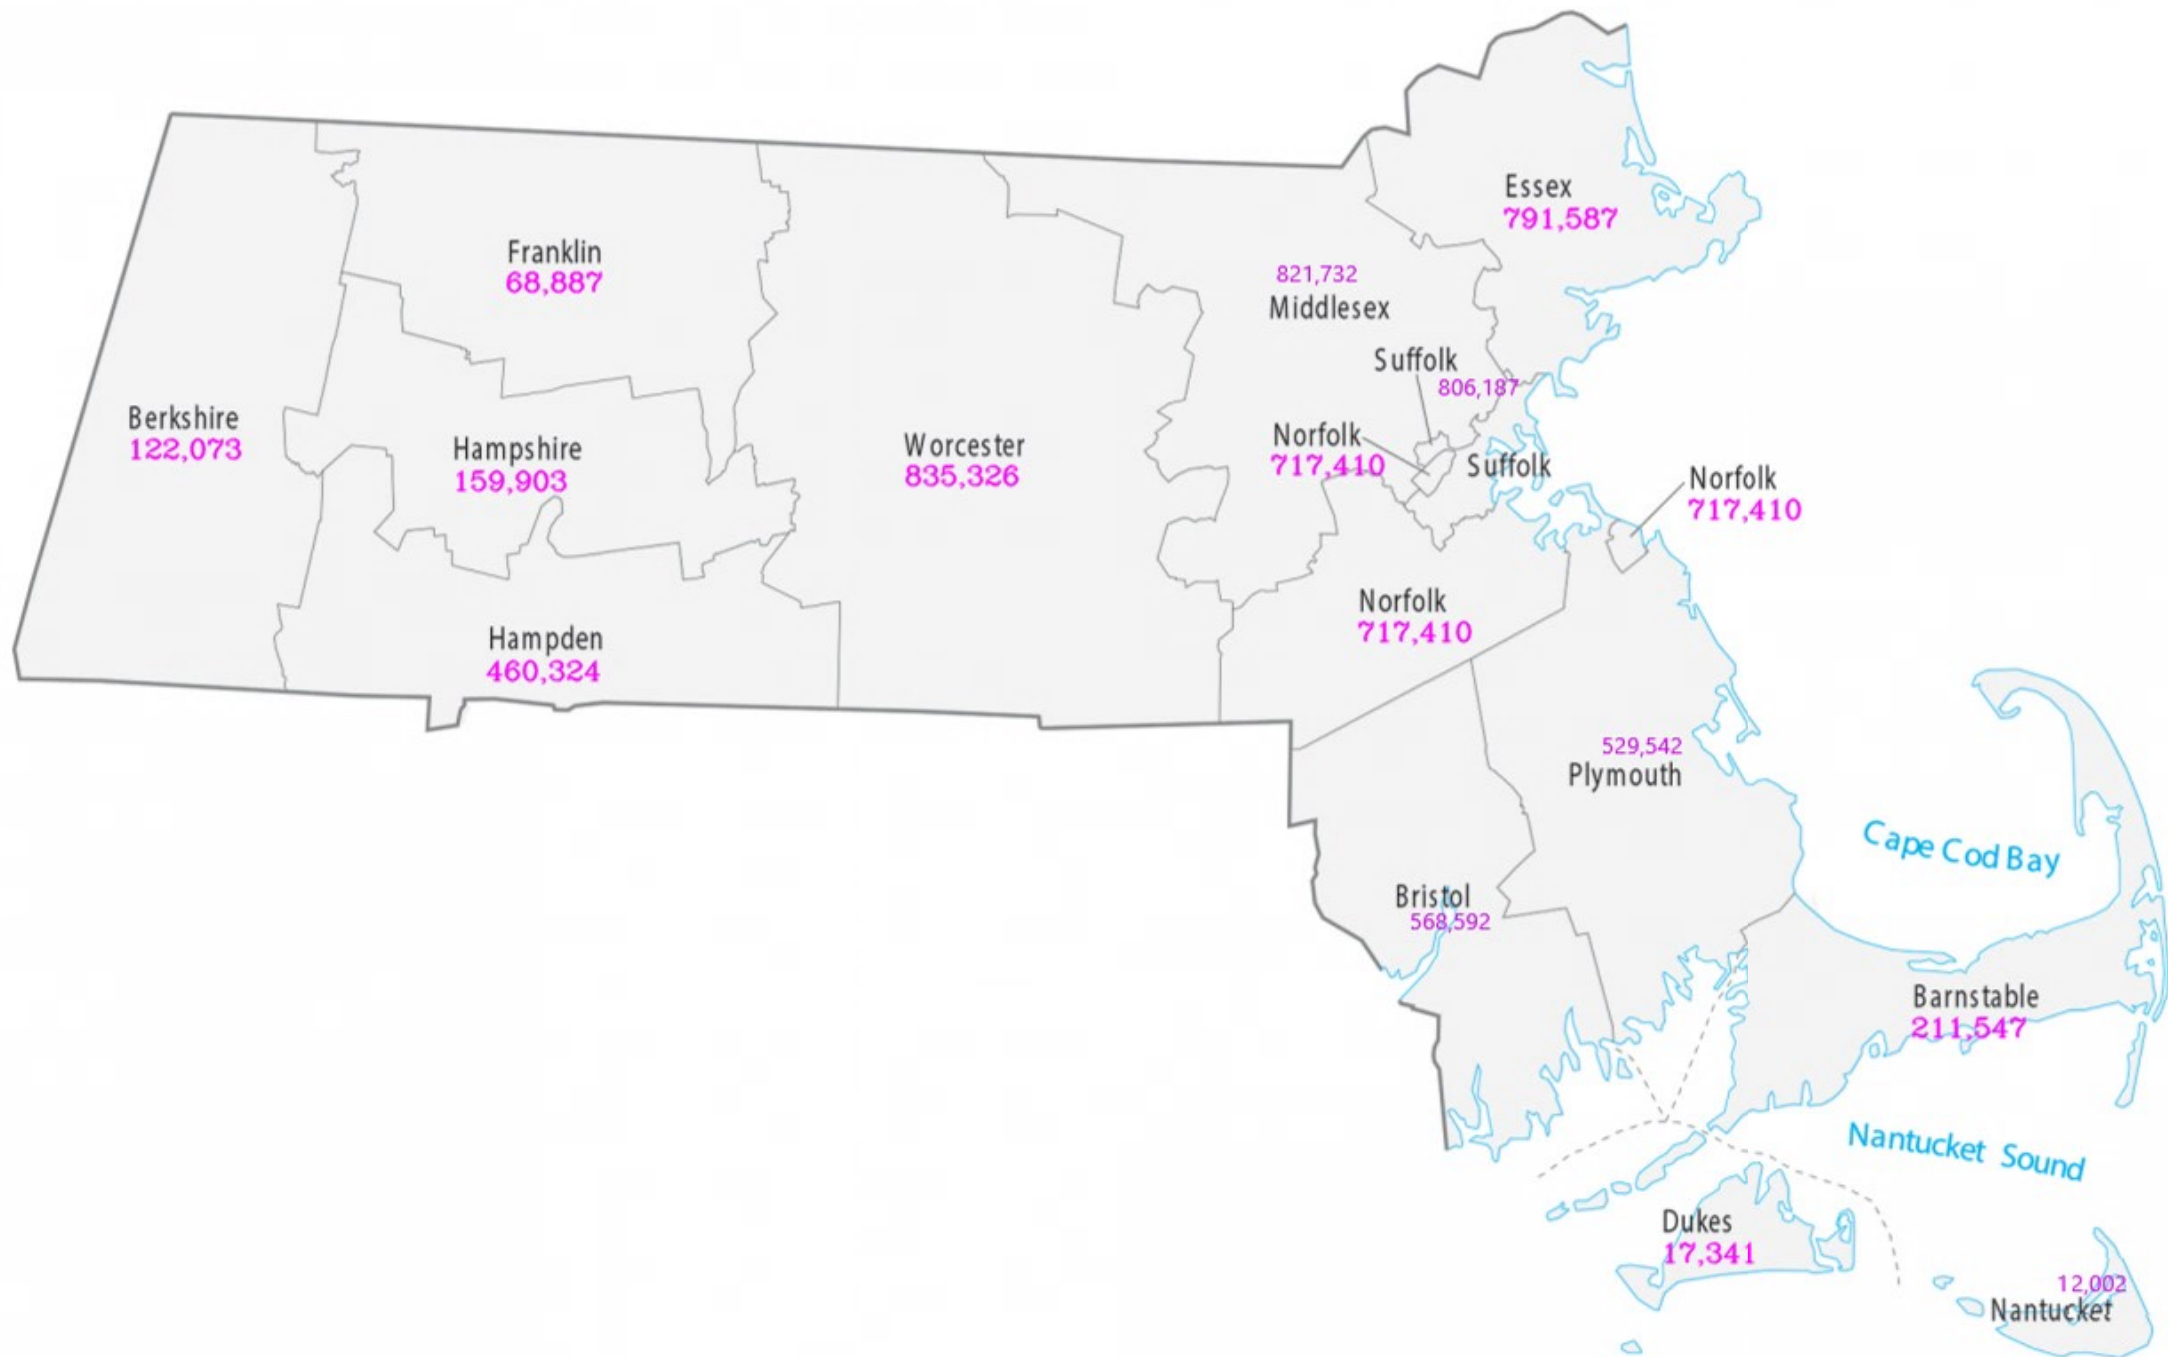 Essex
791,587
Franklin
68,887
821,732
Middlesex
Suffolk
806,187
Berkshire
122,073
Hampshire
159,903
Worcester
835,326
Norfolk
717,410
Suffolk
Norfolk
717,410
Hampden
460,324
Norfolk
717,410
529,542
Plymouth
Cape Cod Bay
Bristol
568,592
Barnstable
211,547
Nantucket Sound
Dukes
17,341
12,002
Nantucket